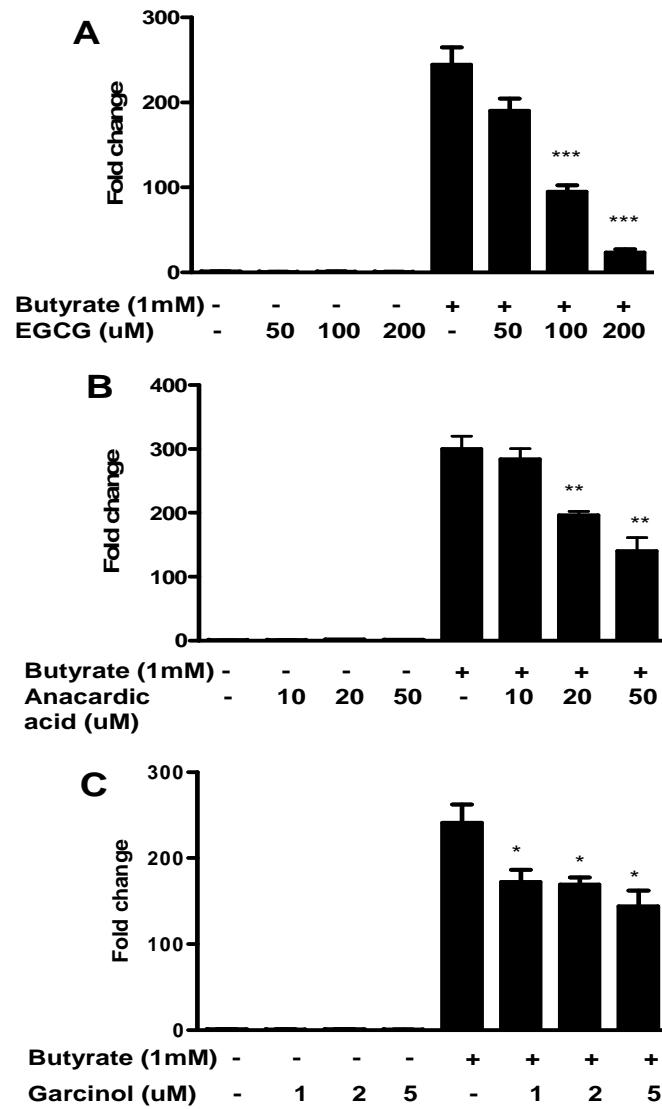 A
300
200
100
0
Fold change
***
***
Butyrate (1mM) - - - - + + + +
EGCG (uM) - 50 100 200 - 50 100 200
B
400
300
200
100
0
Fold change
**
**
Butyrate (1mM) - - - - + + + +
Anacardic - 10 20 50 - 10 20 50
acid (uM)
C
300
200
100
0
Fold change
*
*
*
Butyrate (1mM) - - - - + + + +
Garcinol (uM) - 1 2 5 - 1 2 5